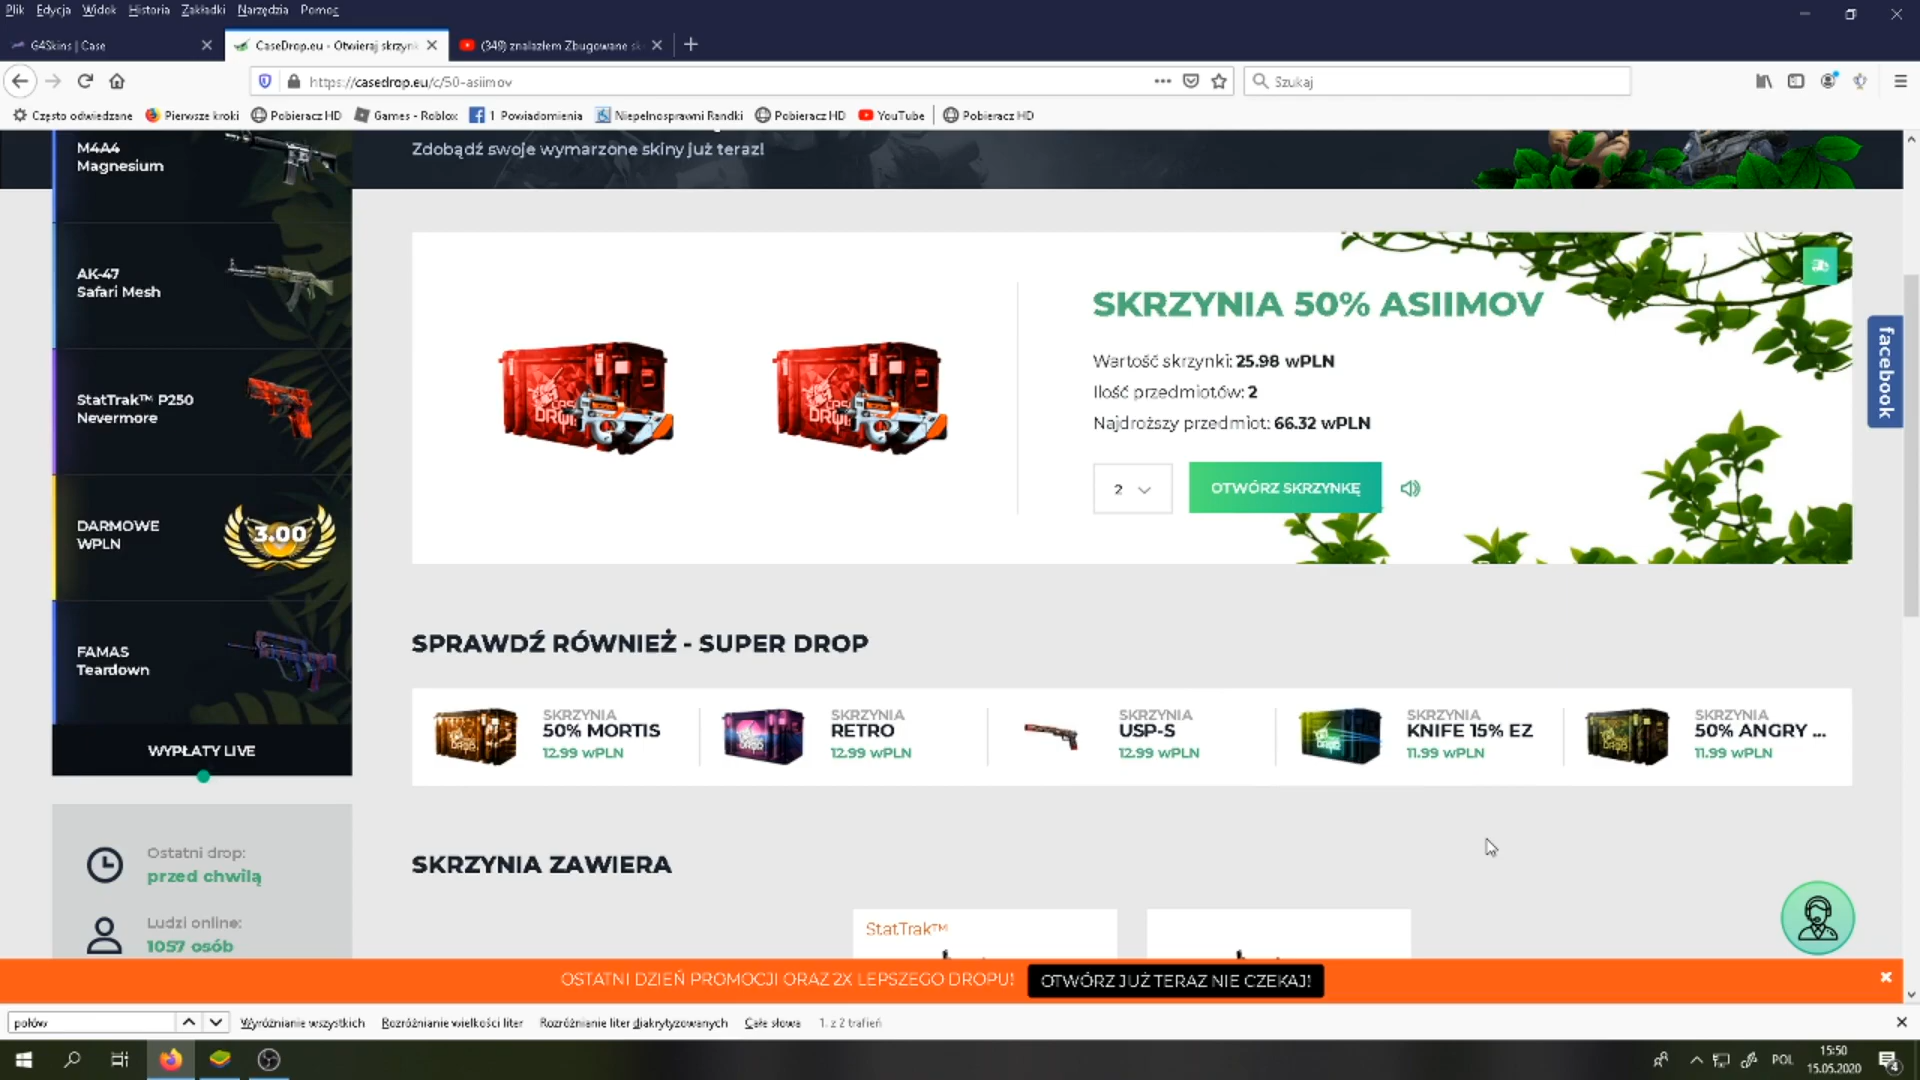 Plik Edycja Widok Historia Zakładki Narzędzia Pomoc
G4Skins | Case
CaseDrop.eu - Otwieraj skrzynk
(349) znalazłem Zbugowane sk
https://casedrop.eu/c/50-asiimov
Szukaj
Często odwiedzane Pierwsze kroki Pobieracz HD Games - Roblox 1 Powiadomienia Niepełnosprawni Randki Pobieracz HD YouTube Pobieracz HD
M4A4
Magnesium
Zdobądź swoje wymarzone skiny już teraz!
AK-47
Safari Mesh
StatTrak™ P250
Nevermore
DARMOWE
WPLN
3.00
FAMAS
Teardown
WYPŁATY LIVE
Ostatni drop:
przed chwilą
Ludzi online:
1057 osób
SKRZYNIA 50% ASIIMOV
Wartość skrzynki: 25.98 wPLN
Ilość przedmiotów: 2
Najdroższy przedmiot: 66.32 wPLN
2
OTWÓRZ SKRZYNKĘ
facebook
SPRAWDŹ RÓWNIEŻ - SUPER DROP
SKRZYNIA
50% MORTIS
12.99 wPLN
SKRZYNIA
RETRO
12.99 wPLN
SKRZYNIA
USP-S
12.99 wPLN
SKRZYNIA
KNIFE 15% EZ
11.99 wPLN
SKRZYNIA
50% ANGRY ...
11.99 wPLN
SKRZYNIA ZAWIERA
StatTrak™
OSTATNI DZIEŃ PROMOCJI ORAZ 2X LEPSZEGO DROPU!
OTWÓRZ JUŻ TERAZ NIE CZEKAJ!
połów
Wyróżnianie wszystkich Rozróżnianie wielkości liter Rozróżnianie liter diakrytyzowanych Całe słowa 1. z 2 trafień
POL
15:50
15.05.2020
4